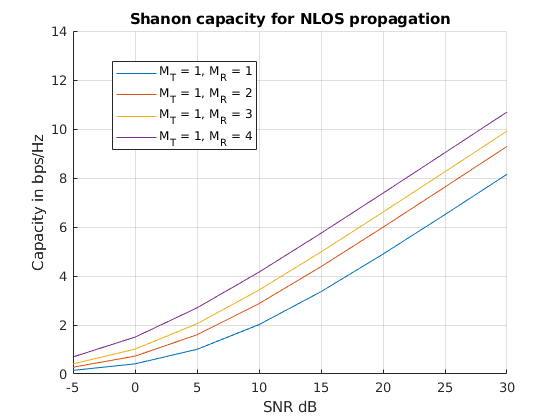 Shanon capacity for NLOS propagation
14
12
10
8
6
4
2
0
Capacity in bps/Hz
M_T = 1, M_R = 1
M_T = 1, M_R = 2
M_T = 1, M_R = 3
M_T = 1, M_R = 4
-5 0 5 10 15 20 25 30
SNR dB